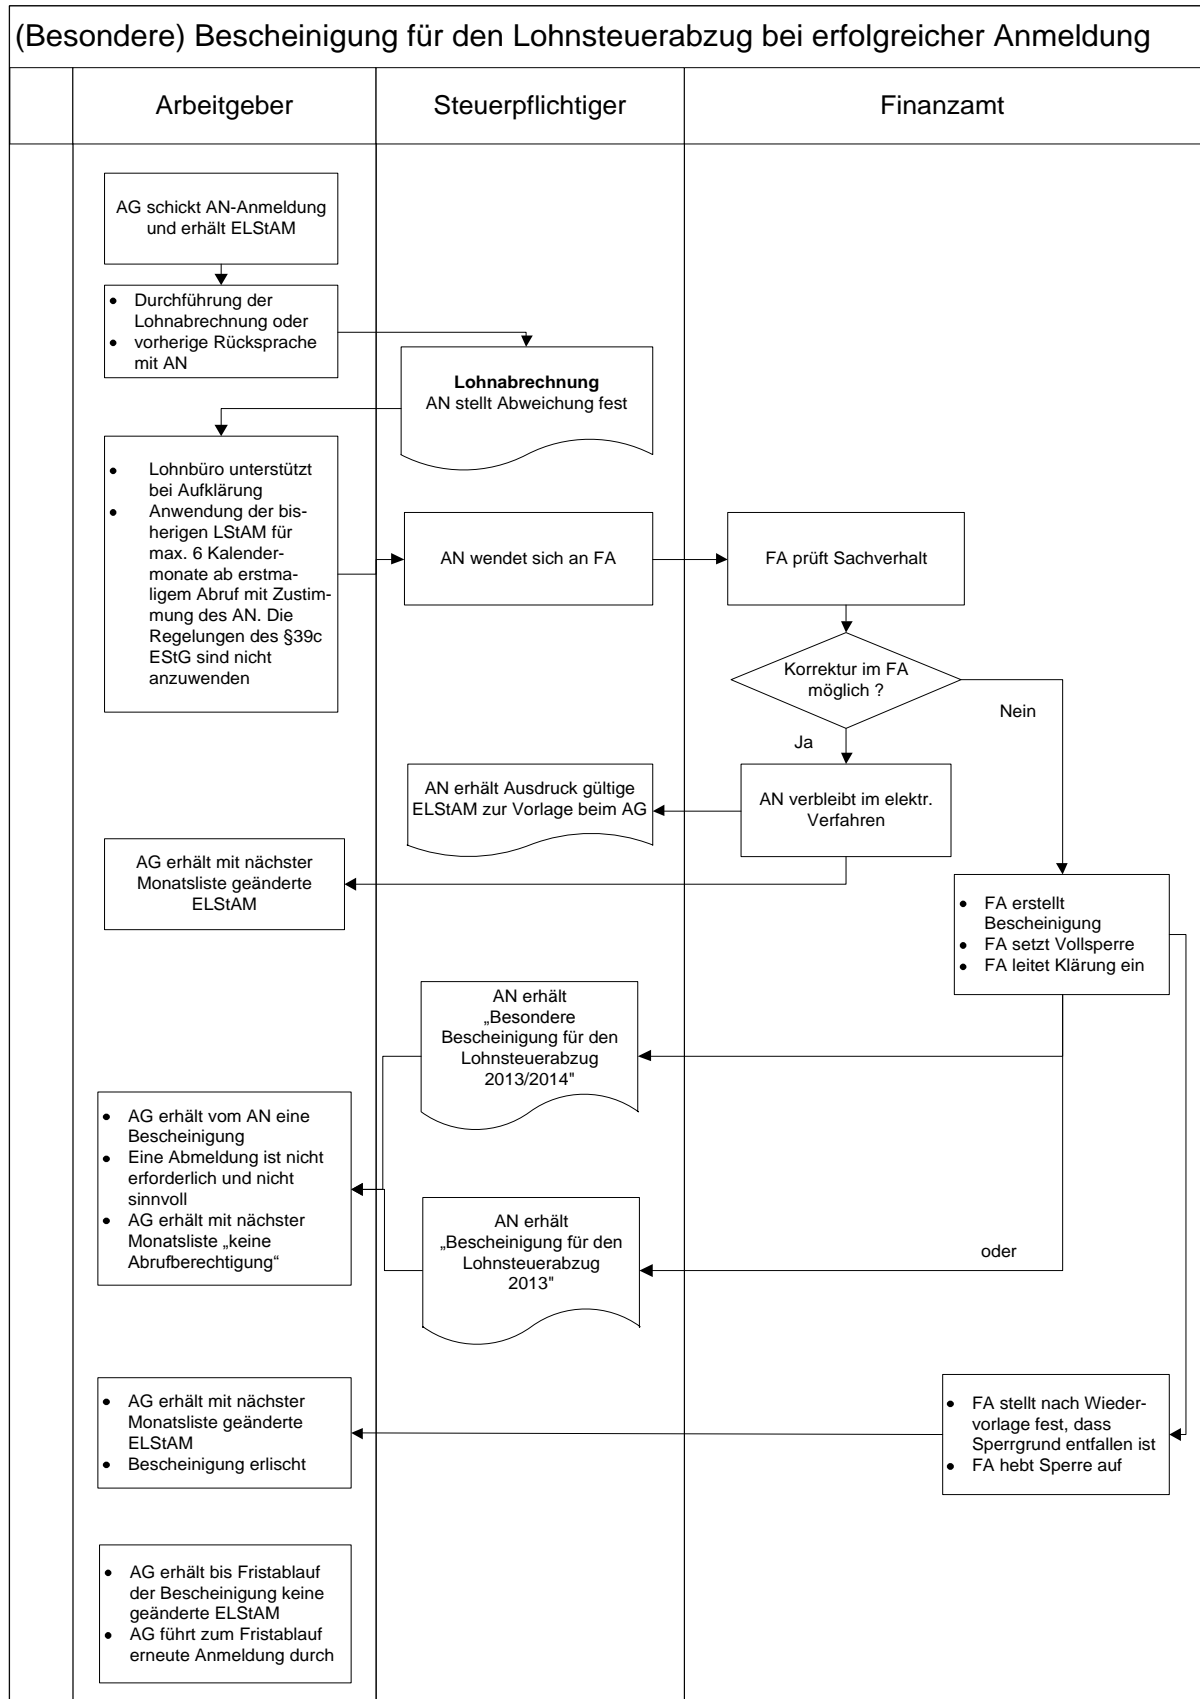 (Besondere) Bescheinigung für den Lohnsteuerabzug bei erfolgreicher Anmeldung
Arbeitgeber
Steuerpflichtiger
Finanzamt
AG schickt AN-Anmeldung
und erhält ELStAM
• Durchführung der
Lohnabrechnung oder
• vorherige Rücksprache
mit AN
Lohnabrechnung
AN stellt Abweichung fest
• Lohnbüro unterstützt
bei Aufklärung
• Anwendung der bis-
herigen LStAM für
max. 6 Kalender-
monate ab erstma-
ligem Abruf mit Zustim-
mung des AN. Die
Regelungen des §39c
EStG sind nicht
anzuwenden
AN wendet sich an FA
FA prüft Sachverhalt
Korrektur im FA
möglich ?
Nein
Ja
AN erhält Ausdruck gültige
ELStAM zur Vorlage beim AG
AN verbleibt im elektr.
Verfahren
AG erhält mit nächster
Monatsliste geänderte
ELStAM
• FA erstellt
Bescheinigung
• FA setzt Vollsperre
• FA leitet Klärung ein
AN erhält
„Besondere
Bescheinigung für den
Lohnsteuerabzug
2013/2014"
• AG erhält vom AN eine
Bescheinigung
• Eine Abmeldung ist nicht
erforderlich und nicht
sinnvoll
• AG erhält mit nächster
Monatsliste „keine
Abrufberechtigung“
AN erhält
„Bescheinigung für den
Lohnsteuerabzug
2013"
oder
• AG erhält mit nächster
Monatsliste geänderte
ELStAM
• Bescheinigung erlischt
• FA stellt nach Wieder-
vorlage fest, dass
Sperrgrund entfallen ist
• FA hebt Sperre auf
• AG erhält bis Fristablauf
der Bescheinigung keine
geänderte ELStAM
• AG führt zum Fristablauf
erneute Anmeldung durch